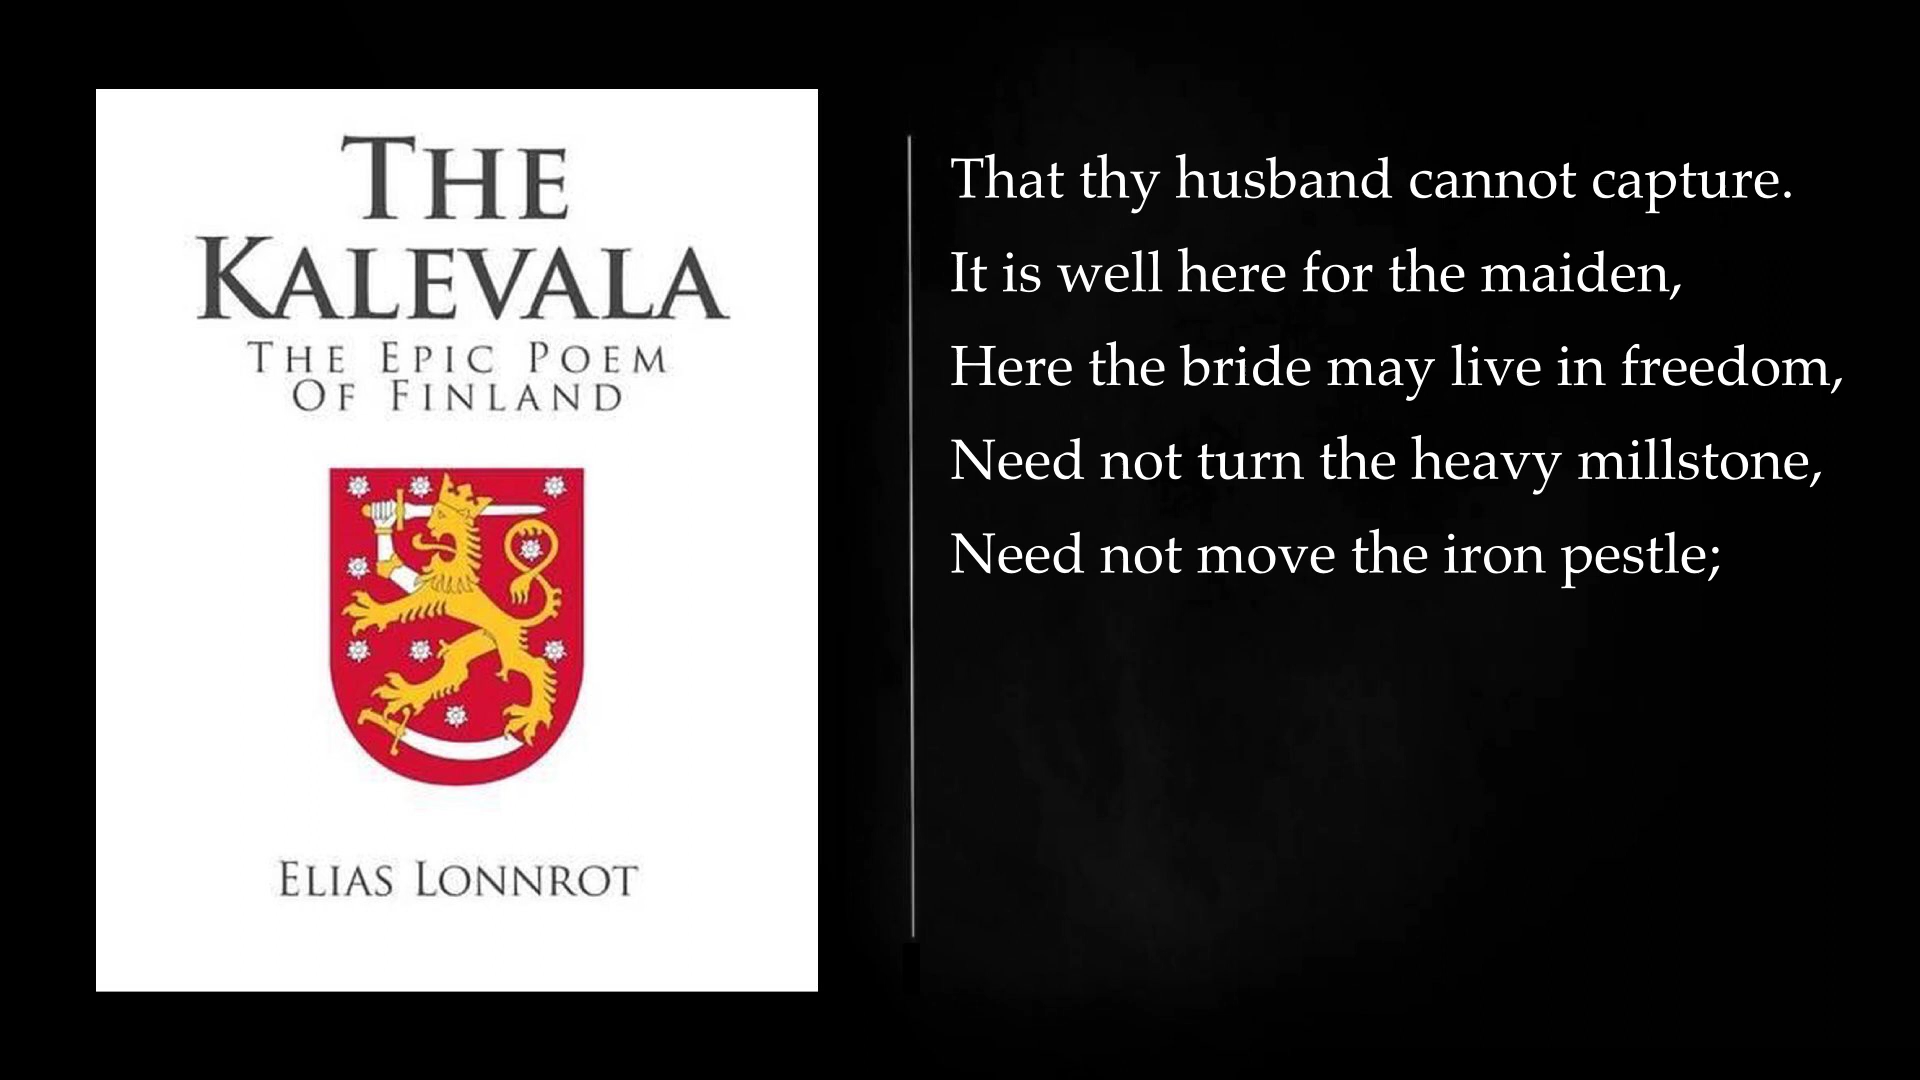 THE
KALEVALA
THE EPIC POEM
OF FINLAND
ELIAS LONNROT
That thy husband cannot capture.
It is well here for the maiden,
Here the bride may live in freedom,
Need not turn the heavy millstone,
Need not move the iron pestle;